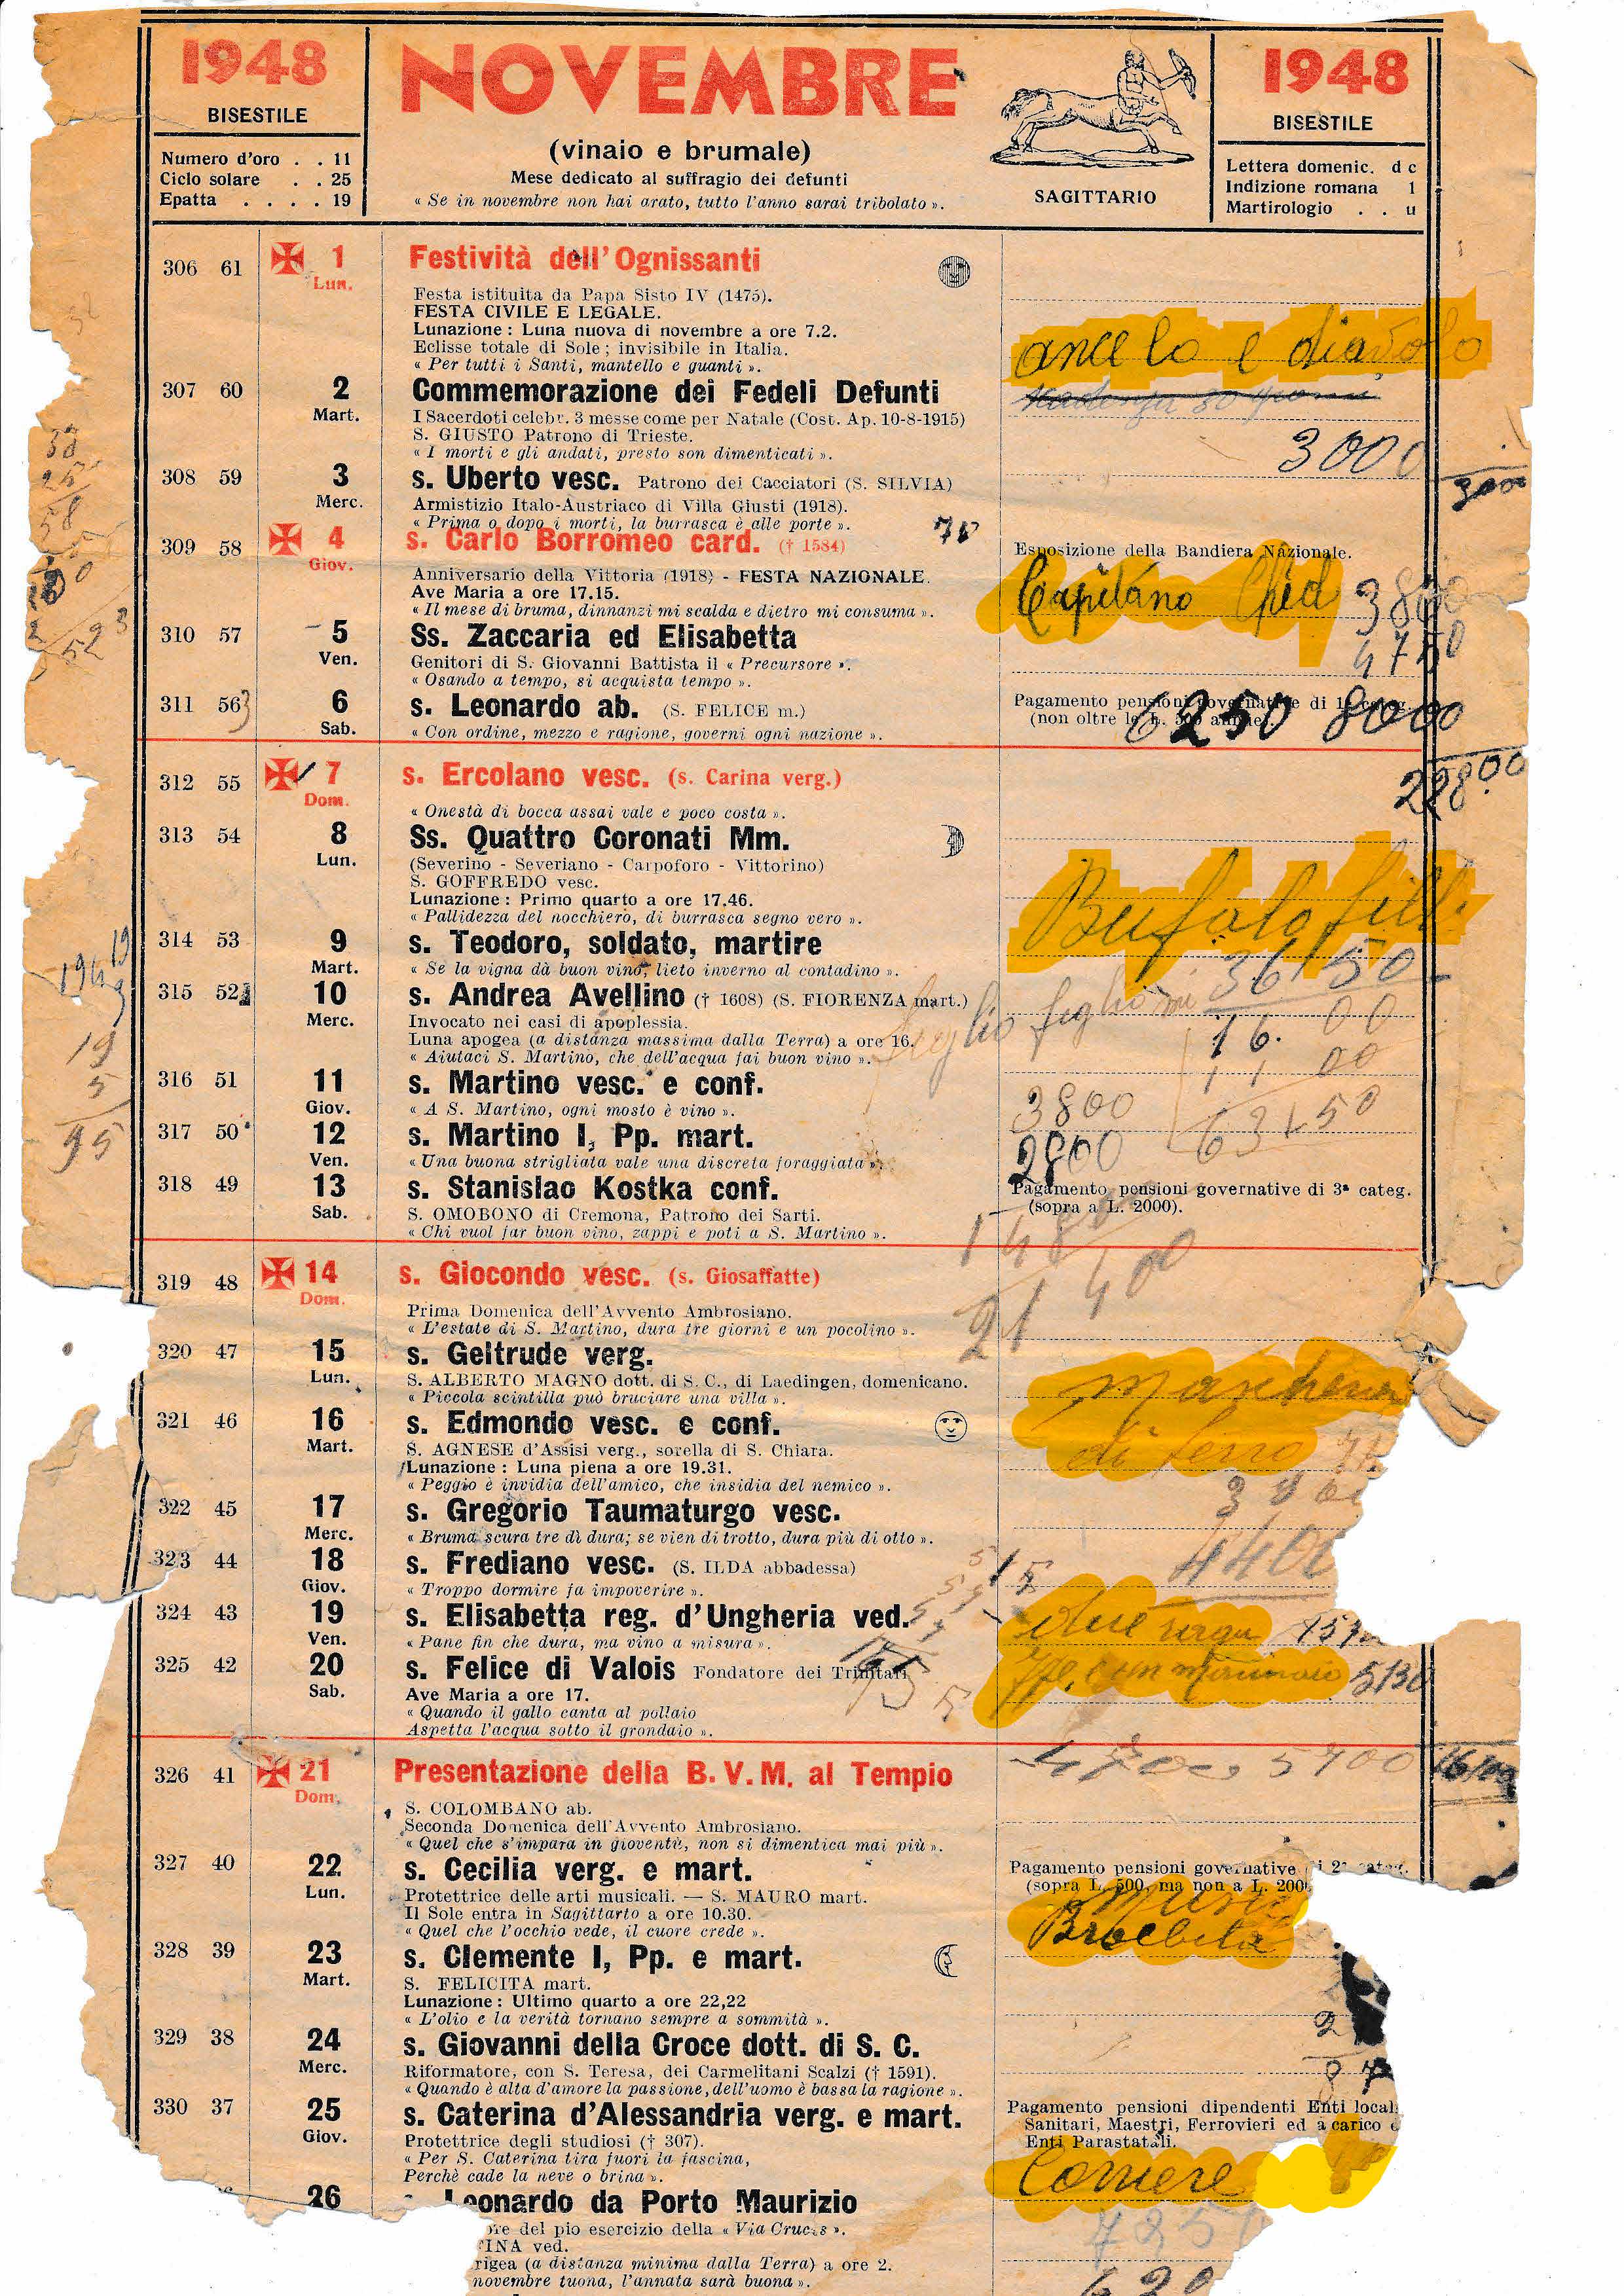 1948
BISESTILE
Numero d'oro . . 11
Ciclo solare . . 25
Epatta . . . . 19
NOVEMBRE
(vinaio e brumale)
Mese dedicato al suffragio dei defunti
« Se in novembre non hai arato, tutto l'anno sarai tribolato ».
SAGITTARIO
1948
BISESTILE
Lettera domenic. d c
Indizione romana 1
Martirologio . . u
306 61 1 Festività dell'Ognissanti
Lun.
Festa istituita da Papa Sisto IV (1475).
FESTA CIVILE E LEGALE.
Lunazione : Luna nuova di novembre a ore 7.2.
Eclisse totale di Sole ; invisibile in Italia.
« Per tutti i Santi, mantello e guanti ».
ancelo e diavolo
307 60 2 Commemorazione dei Fedeli Defunti
Mart.
I Sacerdoti celebr. 3 messe come per Natale (Cost. Ap. 10-8-1915)
S. GIUSTO Patrono di Trieste.
« I morti e gli andati, presto son dimenticati ».
3000
308 59 3 s. Uberto vesc. Patrono dei Cacciatori (S. SILVIA)
Merc.
3000
Armistizio Italo-Austriaco di Villa Giusti (1918).
« Prima o dopo i morti, la burrasca è alle porte ».
309 58 4 s. Carlo Borromeo card. († 1584)
Giov.
Esposizione della Bandiera Nazionale.
Anniversario della Vittoria (1918) - FESTA NAZIONALE.
Ave Maria a ore 17.15.
« Il mese di bruma, dinnanzi mi scalda e dietro mi consuma ».
Capitano 3800
310 57 5 Ss. Zaccaria ed Elisabetta
Ven.
4750
Genitori di S. Giovanni Battista il « Precursore ».
« Osando a tempo, si acquista tempo ».
311 56 6 s. Leonardo ab. (S. FELICE m.)
Sab.
« Con ordine, mezzo e ragione, governi ogni nazione ».
Pagamento pensioni governative di 1ª categ.
(non oltre le L. 500 annue)
6250 8000
312 55 7 s. Ercolano vesc. (s. Carina verg.)
Dom.
22800
« Onestà di bocca assai vale e poco costa ».
313 54 8 Ss. Quattro Coronati Mm.
Lun.
(Severino - Severiano - Carpoforo - Vittorino)
S. GOFFREDO vesc.
Lunazione : Primo quarto a ore 17.46.
« Pallidezza del nocchiero, di burrasca segno vero ».
Bufalo bill
314 53 9 s. Teodoro, soldato, martire
Mart.
« Se la vigna dà buon vino, lieto inverno al contadino ».
3650
315 52 10 s. Andrea Avellino († 1608) (S. FIORENZA mart.)
Merc.
Invocato nei casi di apoplessia.
Luna apogea (a distanza massima dalla Terra) a ore 16.
« Aiutaci S. Martino, che dell'acqua fai buon vino ».
16.00
11 00
316 51 11 s. Martino vesc. e conf.
Giov.
« A S. Martino, ogni mosto è vino ».
3800
317 50 12 s. Martino I, Pp. mart.
Ven.
« Una buona strigliata vale una discreta foraggiata ».
2800
318 49 13 s. Stanislao Kostka conf.
Sab.
S. OMOBONO di Cremona, Patrono dei Sarti.
« Chi vuol far buon vino, zappi e poti a S. Martino ».
Pagamento pensioni governative di 3ª categ.
(sopra a L. 2000).
319 48 14 s. Giocondo vesc. (s. Giosaffatte)
Dom.
21400
Prima Domenica dell'Avvento Ambrosiano.
« L'estate di S. Martino, dura tre giorni e un pocolino ».
320 47 15 s. Geltrude verg.
Lun.
S. ALBERTO MAGNO dott. di S. C., di Laedingen, domenicano.
« Piccola scintilla può bruciare una villa ».
maschera
321 46 16 s. Edmondo vesc. e conf.
Mart.
di ferro
S. AGNESE d'Assisi verg., sorella di S. Chiara.
Lunazione : Luna piena a ore 19.31.
« Peggio è invidia dell'amico, che insidia del nemico ».
322 45 17 s. Gregorio Taumaturgo vesc.
Merc.
« Bruma scura tre dì dura; se vien di trotto, dura più di otto ».
4400
323 44 18 s. Frediano vesc. (S. ILDA abbadessa)
Giov.
« Troppo dormire fa impoverire ».
324 43 19 s. Elisabetta reg. d'Ungheria ved.
Ven.
« Pane fin che dura, ma vino a misura ».
due
325 42 20 s. Felice di Valois Fondatore dei Trinitari
Sab.
e un marinaio 5130
Ave Maria a ore 17.
« Quando il gallo canta al pollaio
Aspetta l'acqua sotto il grondaio ».
5700
326 41 21 Presentazione della B. V. M. al Tempio
Dom.
S. COLOMBANO ab.
Seconda Domenica dell'Avvento Ambrosiano.
« Quel che s'impara in gioventù, non si dimentica mai più ».
327 40 22 s. Cecilia verg. e mart.
Lun.
Protettrice delle arti musicali. — S. MAURO mart.
Il Sole entra in Sagittario a ore 10.30.
« Quel che l'occhio vede, il cuore crede ».
Pagamento pensioni governative di 2ª categ.
(sopra L. 500, ma non a L. 200
328 39 23 s. Clemente I, Pp. e mart.
Mart.
S. FELICITA mart.
Lunazione : Ultimo quarto a ore 22,22
« L'olio e la verità tornano sempre a sommità ».
329 38 24 s. Giovanni della Croce dott. di S. C.
Merc.
Riformatore, con S. Teresa, dei Carmelitani Scalzi († 1591).
« Quando è alta d'amore la passione, dell'uomo è bassa la ragione ».
330 37 25 s. Caterina d'Alessandria verg. e mart.
Giov.
Protettrice degli studiosi († 307).
« Per S. Caterina tira fuori la fascina,
Perchè cade la neve o brina ».
Pagamento pensioni dipendenti Enti local
Sanitari, Maestri, Ferrovieri ed a carico
Enti Parastatali.
Corriere
26 Leonardo da Porto Maurizio
re del pio esercizio della « Via Crucis ».
INA ved.
rigea (a distanza minima dalla Terra) a ore 2.
novembre tuona, l'annata sarà buona ».